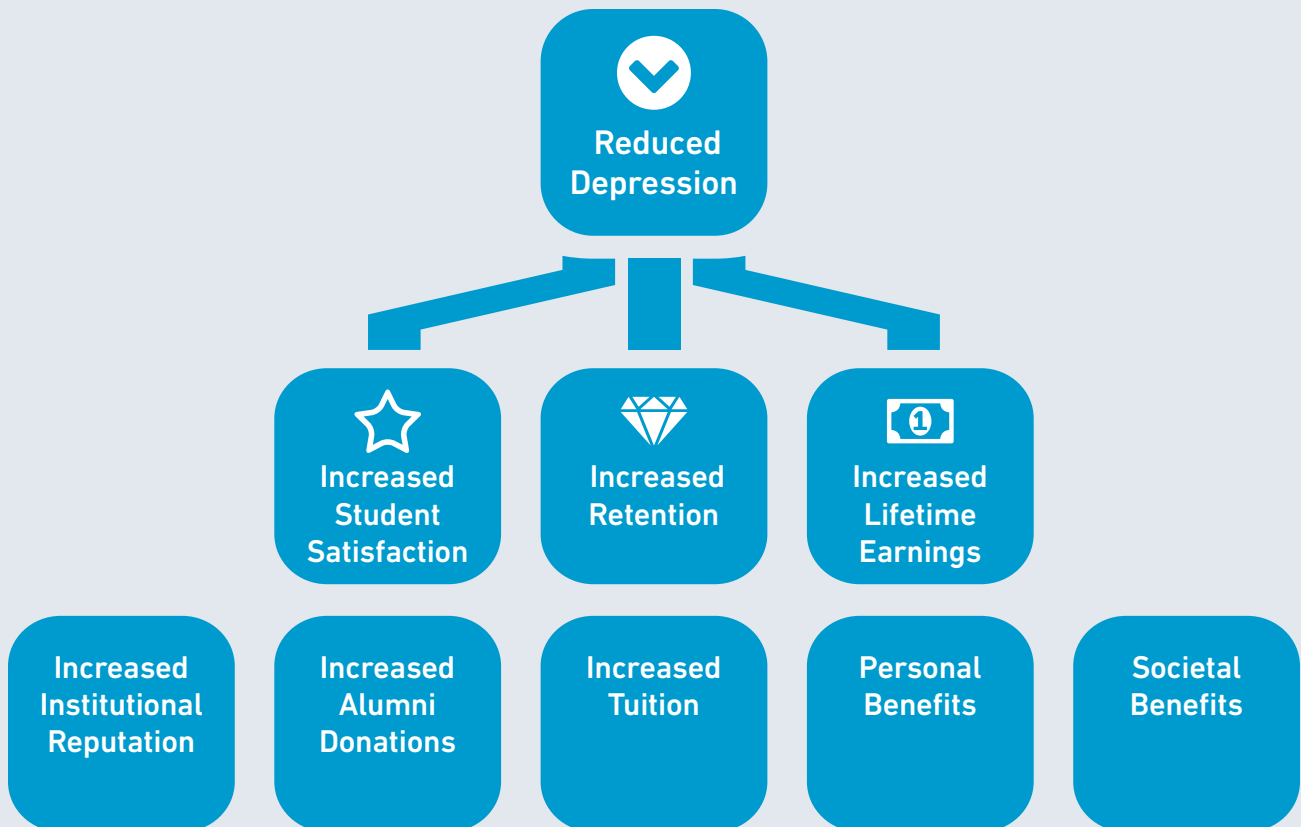 Reduced
Depression
Increased
Student
Satisfaction
Increased
Retention
1
Increased
Lifetime
Earnings
Increased
Institutional
Reputation
Increased
Alumni
Donations
Increased
Tuition
Personal
Benefits
Societal
Benefits